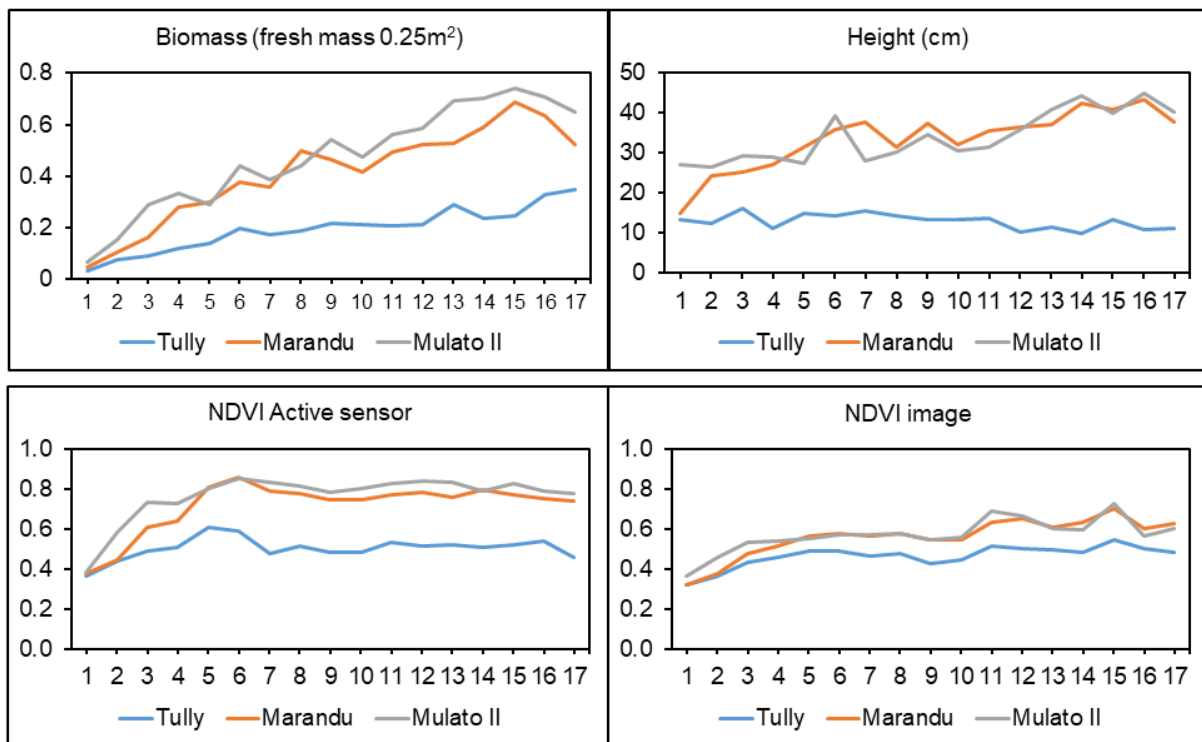 Biomass (fresh mass 0.25m²)
0.8
0.6
0.4
0.2
0
1 2 3 4 5 6 7 8 9 10 11 12 13 14 15 16 17
Tully Marandu Mulato II
Height (cm)
50
40
30
20
10
0
1 2 3 4 5 6 7 8 9 10 11 12 13 14 15 16 17
Tully Marandu Mulato II
NDVI Active sensor
1.0
0.8
0.6
0.4
0.2
0.0
1 2 3 4 5 6 7 8 9 10 11 12 13 14 15 16 17
Tully Marandu Mulato II
NDVI image
1.0
0.8
0.6
0.4
0.2
0.0
1 2 3 4 5 6 7 8 9 10 11 12 13 14 15 16 17
Tully Marandu Mulato II